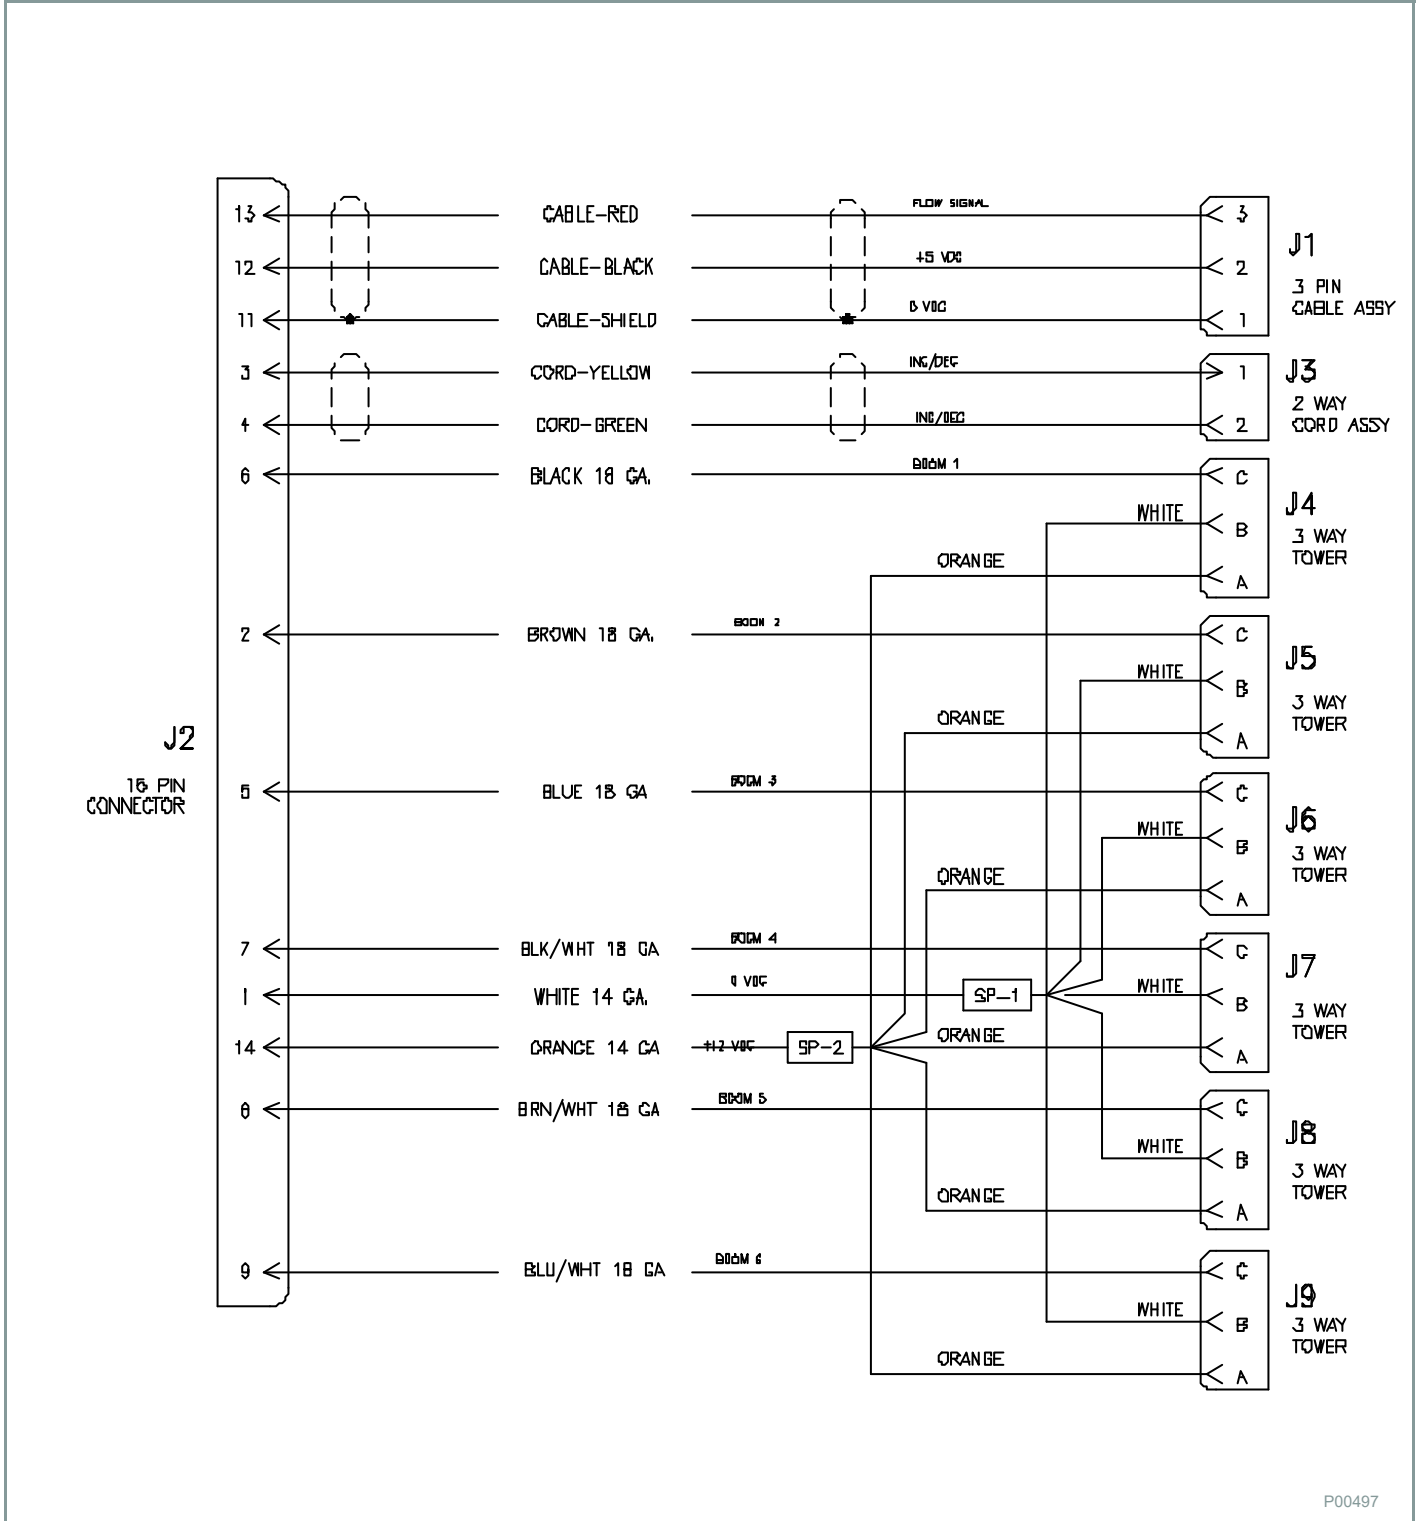 13 CABLE-RED FLOW SIGNAL 3
J1
12 CABLE-BLACK +5 VDC 2
3 PIN
CABLE ASSY
11 CABLE-SHIELD VDC 1
3 CORD-YELLOW INC/DEC 1
J3
2 WAY
CORD ASSY
4 CORD-GREEN INC/DEC 2
6 BLACK 18 GA. BOOM 1 C
J4
WHITE B
3 WAY
TOWER
ORANGE A
2 BROWN 18 GA. BOOM 2 C
J5
WHITE B
3 WAY
TOWER
ORANGE A
J2
16 PIN
CONNECTOR
5 BLUE 18 GA BOOM 3 C
J6
WHITE B
3 WAY
TOWER
ORANGE A
7 BLK/WHT 18 GA BOOM 4 C
J7
1 WHITE 14 GA. VDC SP-1 WHITE B
3 WAY
TOWER
14 ORANGE 14 GA +12 VDC SP-2 ORANGE A
8 BRN/WHT 18 GA BOOM 5 C
J8
WHITE B
3 WAY
TOWER
ORANGE A
9 BLU/WHT 18 GA BOOM 6 C
J9
WHITE B
3 WAY
TOWER
ORANGE A
P00497